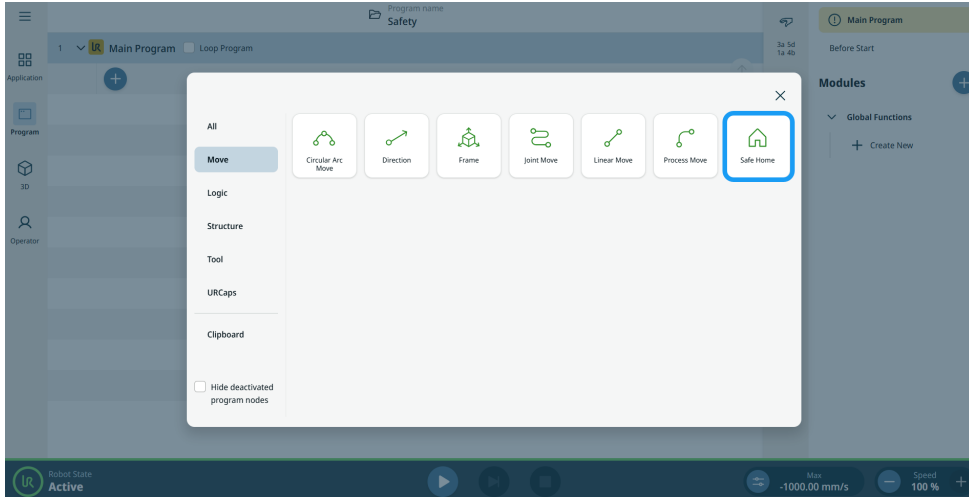 Program name
Safety
Main Program
1 Main Program Loop Program
3a 5d
1a 4b
Before Start
Application
Modules
All
Global Functions
Program
Move
Circular Arc
Move
Direction
Frame
Joint Move
Linear Move
Process Move
Safe Home
Create New
3D
Logic
Structure
Operator
Tool
URCaps
Clipboard
Hide deactivated
program nodes
Robot State
Active
Max
-1000.00 mm/s
Speed
100 %